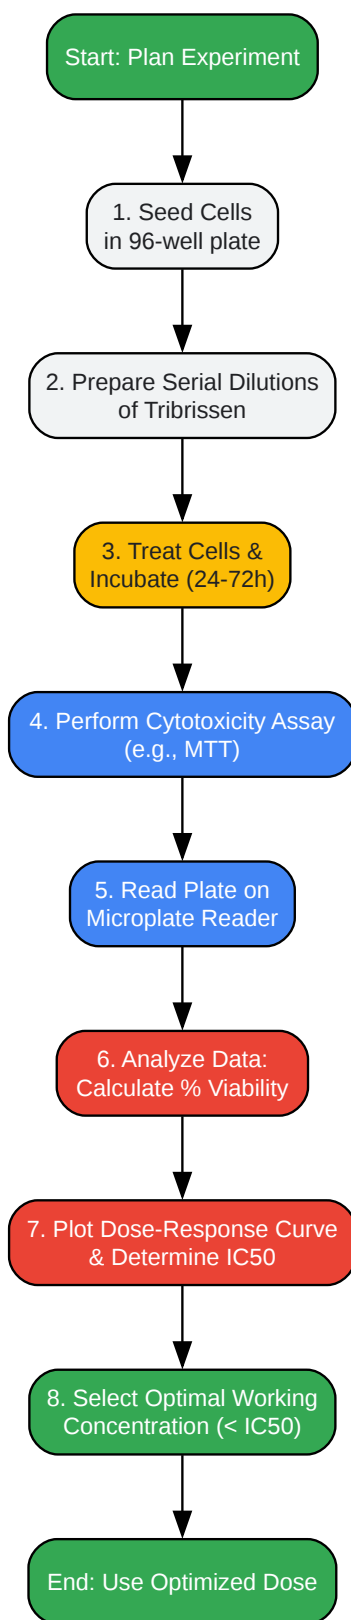 Start: Plan Experiment
1. Seed Cells
in 96-well plate
2. Prepare Serial Dilutions
of Tribrissen
3. Treat Cells &
Incubate (24-72h)
4. Perform Cytotoxicity Assay
(e.g., MTT)
5. Read Plate on
Microplate Reader
6. Analyze Data:
Calculate % Viability
7. Plot Dose-Response Curve
& Determine IC50
8. Select Optimal Working
Concentration (< IC50)
End: Use Optimized Dose